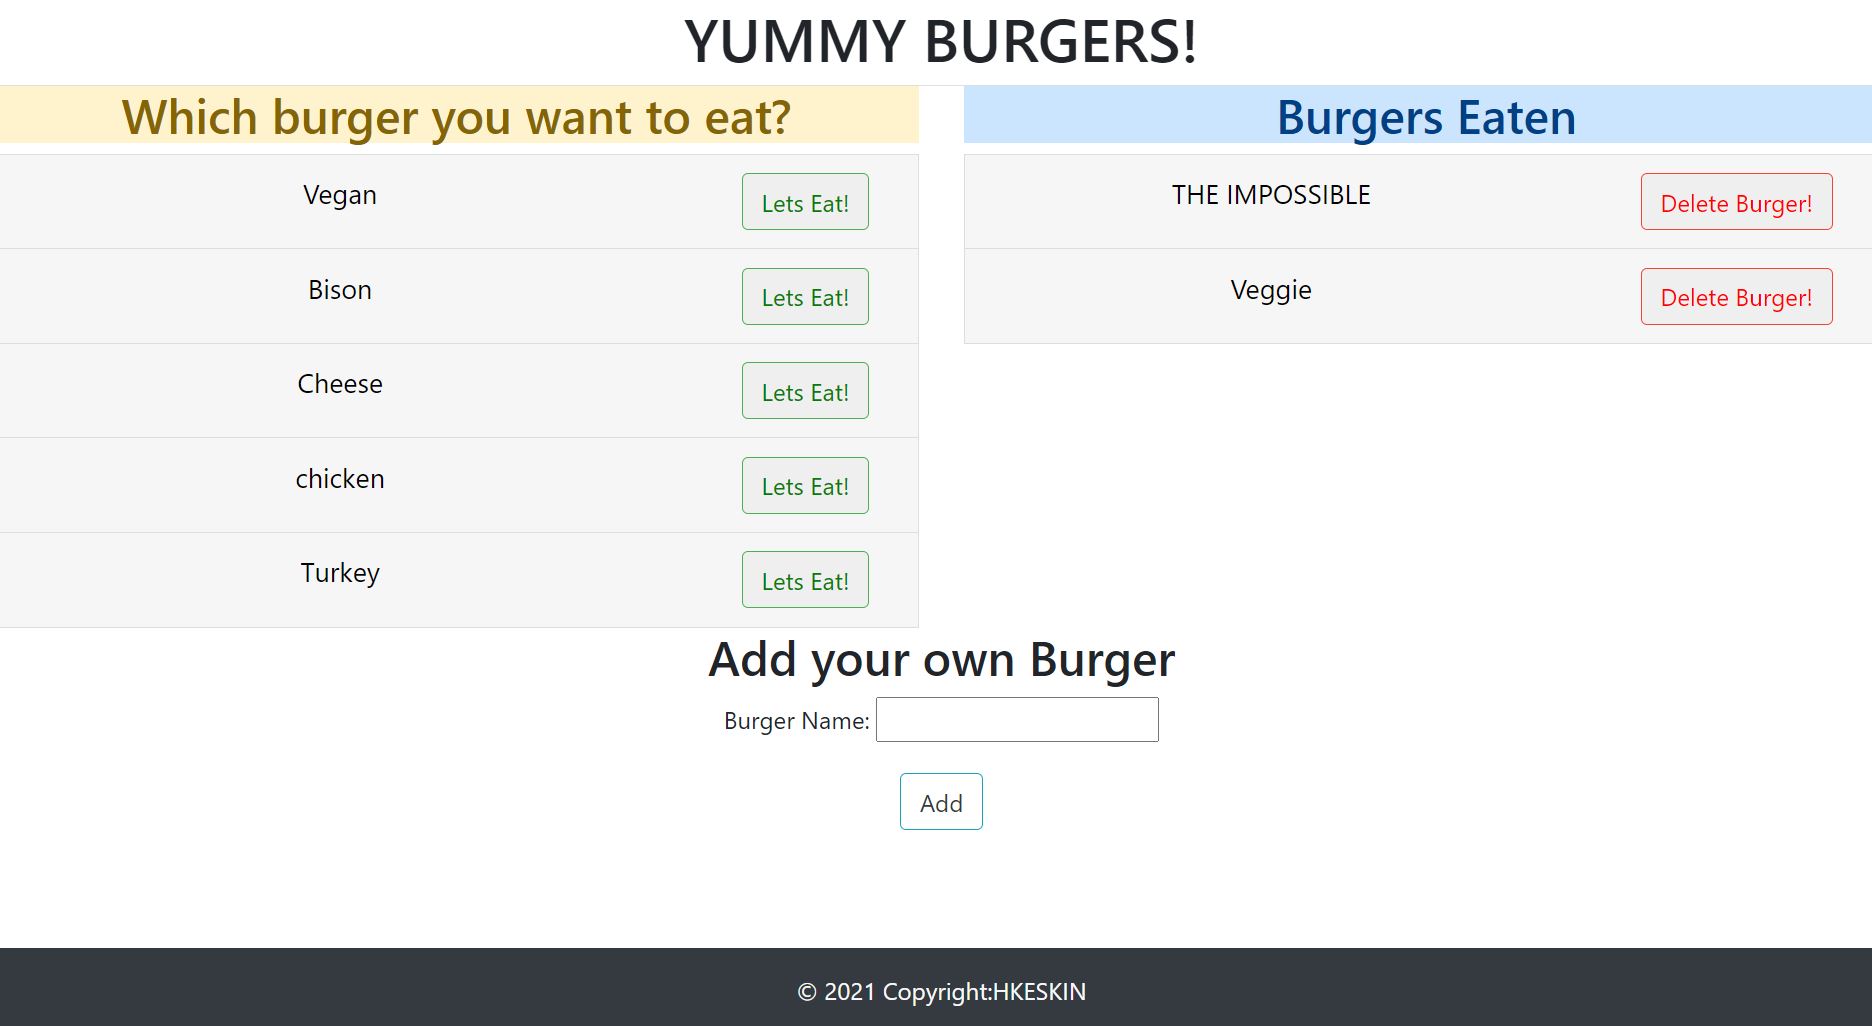 YUMMY BURGERS!
Which burger you want to eat?
Vegan
Lets Eat!
Bison
Lets Eat!
Cheese
Lets Eat!
chicken
Lets Eat!
Turkey
Lets Eat!
Burgers Eaten
THE IMPOSSIBLE
Delete Burger!
Veggie
Delete Burger!
Add your own Burger
Burger Name:
Add
© 2021 Copyright:HKESKIN